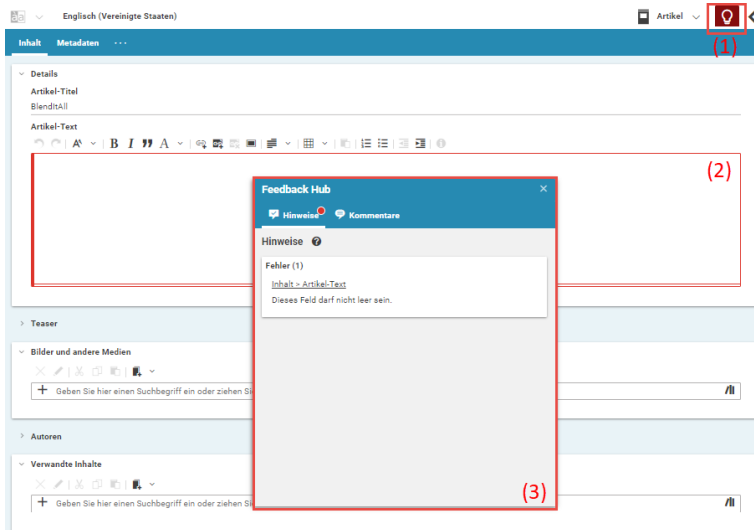 Englisch (Vereinigte Staaten)
Artikel
(1)
Inhalt Metadaten ···
Details
Artikel-Titel
BlenditAll
Artikel-Text
(2)
Feedback Hub
Hinweise Kommentare
Hinweise
Fehler (1)
Inhalt > Artikel-Text
Dieses Feld darf nicht leer sein.
Teaser
Bilder und andere Medien
Geben Sie hier einen Suchbegriff ein oder ziehen Si
Autoren
Verwandte Inhalte
Geben Sie hier einen Suchbegriff ein oder ziehen Si
(3)